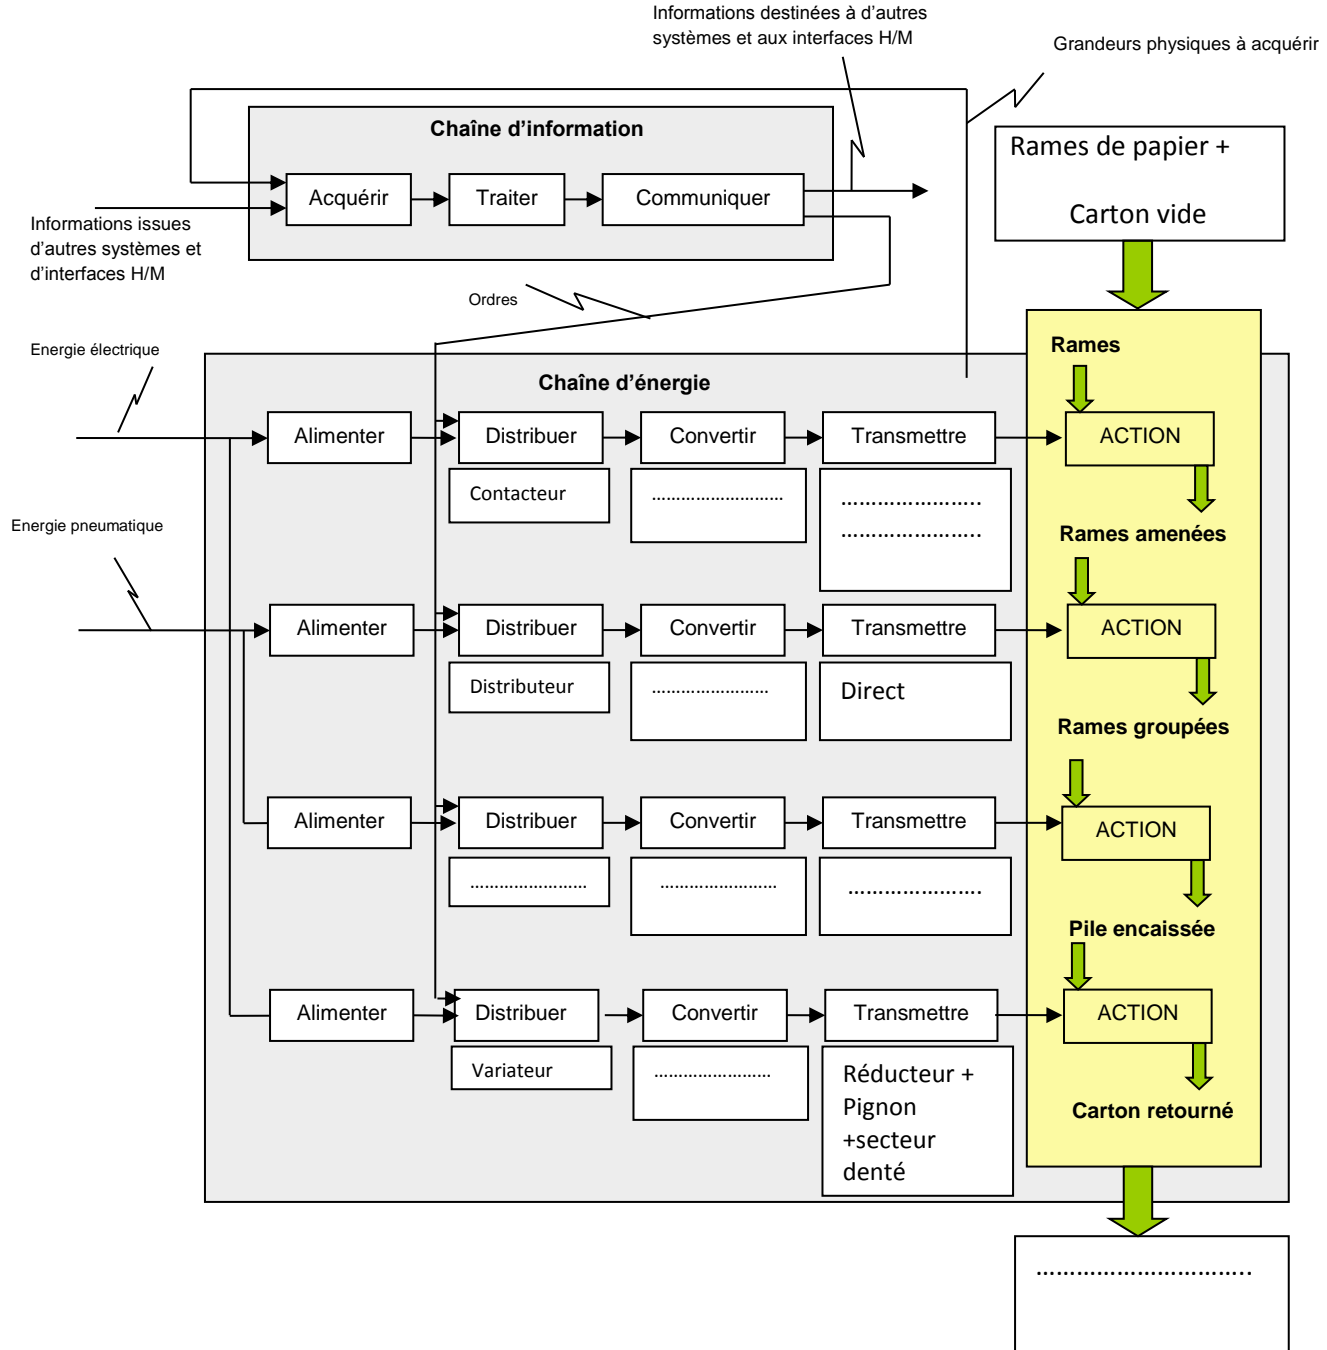 Informations destinées à d'autres
systèmes et aux interfaces H/M
Grandeurs physiques à acquérir
Chaîne d'information
Acquérir
Traiter
Communiquer
Informations issues
d'autres systèmes et
d'interfaces H/M
Rames de papier +
Carton vide
Ordres
Energie électrique
Chaîne d'énergie
Rames
Alimenter
Distribuer
Convertir
Transmettre
ACTION
Contacteur
...........................
........................
........................
Energie pneumatique
Rames amenées
Alimenter
Distribuer
Convertir
Transmettre
ACTION
Distributeur
........................
Direct
Rames groupées
Alimenter
Distribuer
Convertir
Transmettre
ACTION
........................
........................
........................
Pile encaissée
Alimenter
Distribuer
Convertir
Transmettre
ACTION
Variateur
........................
Réducteur +
Pignon
+secteur
denté
Carton retourné
.................................